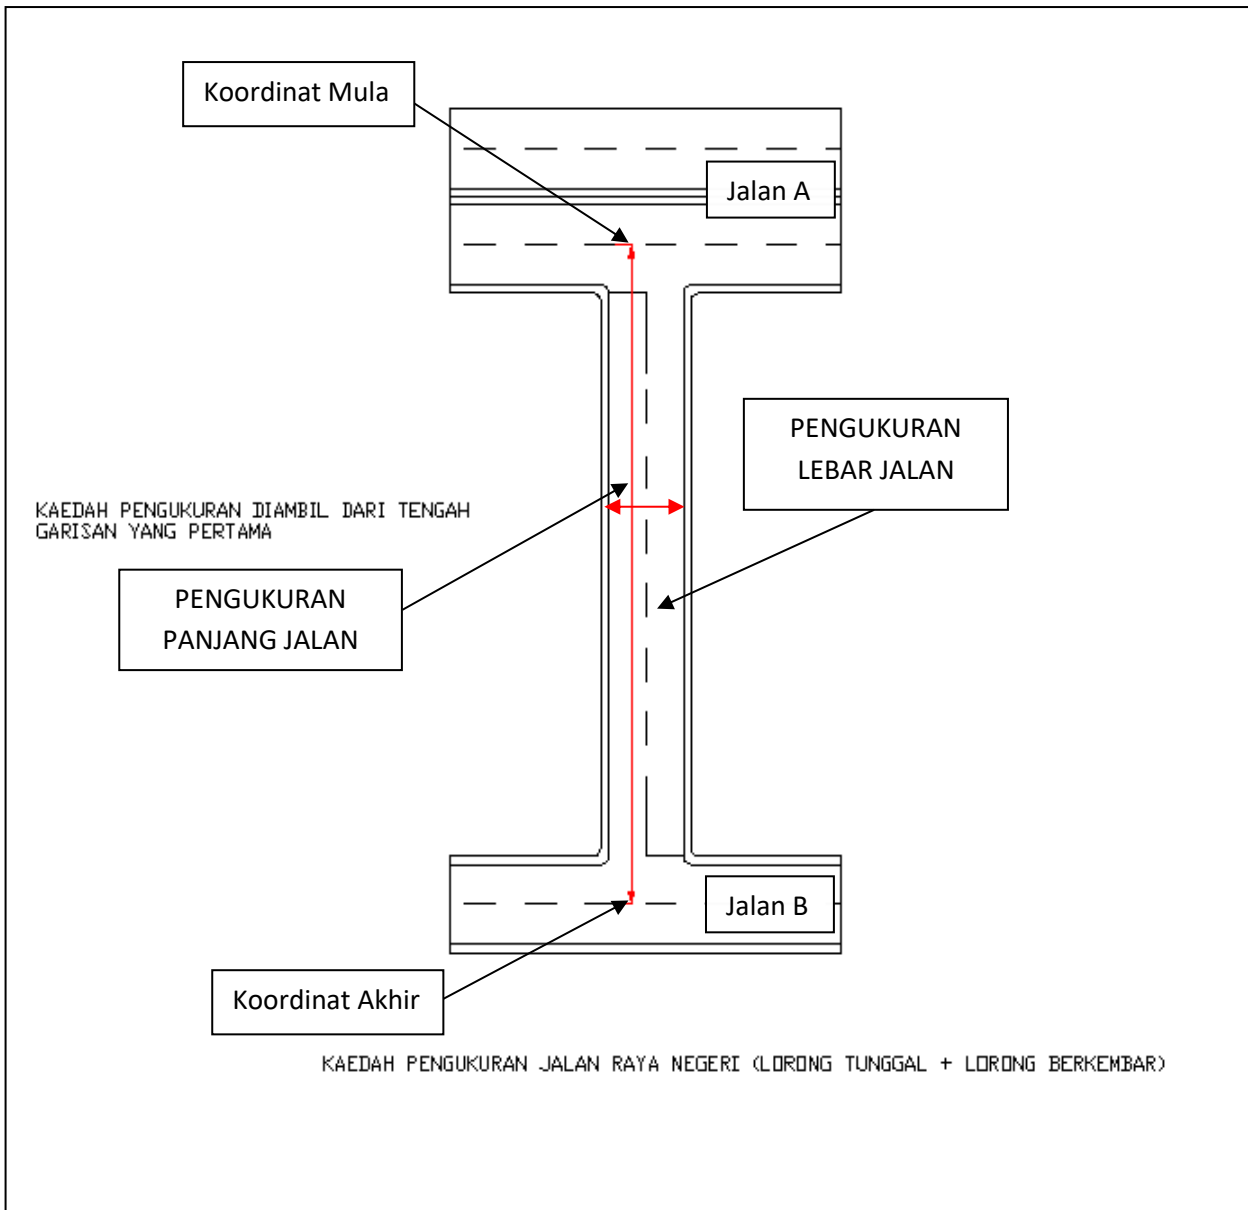 Koordinat Mula
Jalan A
PENGUKURAN
LEBAR JALAN
KAEDAH PENGUKURAN DIAMBIL DARI TENGAH
GARISAN YANG PERTAMA
PENGUKURAN
PANJANG JALAN
Jalan B
Koordinat Akhir
KAEDAH PENGUKURAN JALAN RAYA NEGERI (LORONG TUNGGAL + LORONG BERKEMBAR)